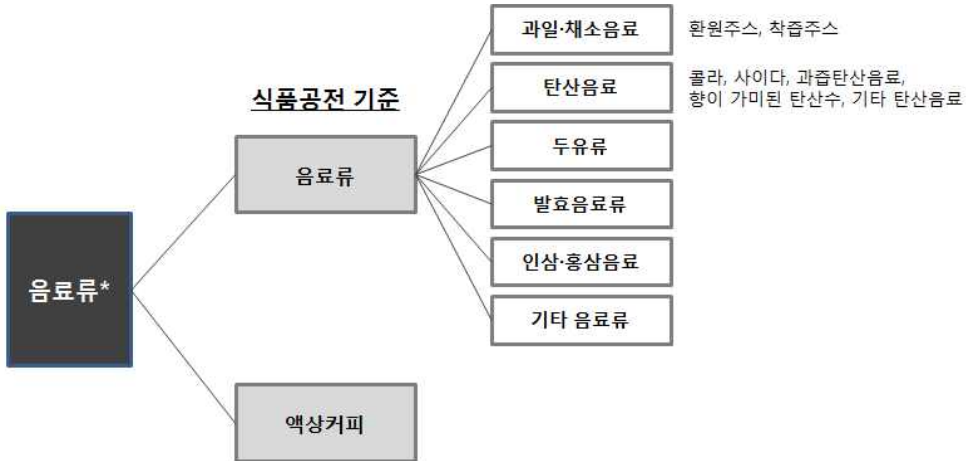 과일·채소음료
환원주스, 착즙주스
탄산음료
콜라, 사이다, 과즙탄산음료,
향이 가미된 탄산수, 기타 탄산음료
식품공전 기준
두유류
음료류
발효음료류
인삼·홍삼음료
음료류*
기타 음료류
액상커피